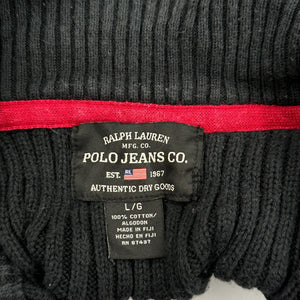 RALPH LAUREN
MFG. CO.
POLO JEANS CO.
EST. RL 1967
AUTHENTIC DRY GOODS
L/G
100% COTTON/
ALGODON
MADE IN FIJI
HECHO EN FIJI
RN 67497